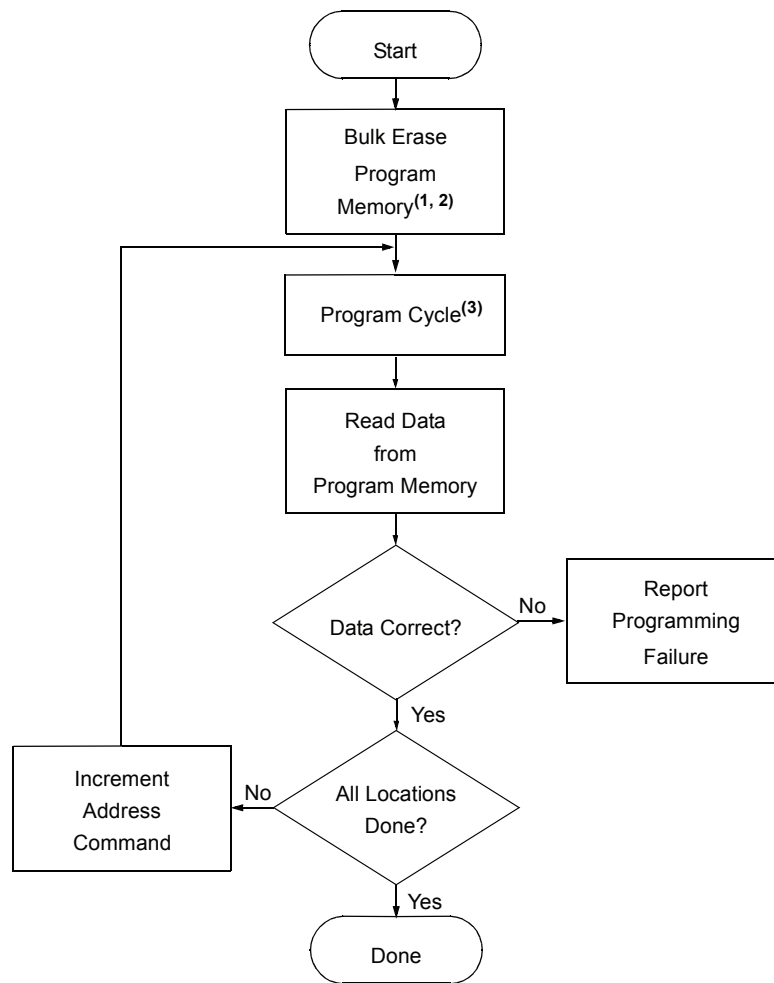 Start
Bulk Erase
Program
Memory(1, 2)
Program Cycle(3)
Read Data
from
Program Memory
Data Correct?
No
Report
Programming
Failure
Yes
All Locations
Done?
No
Increment
Address
Command
Yes
Done